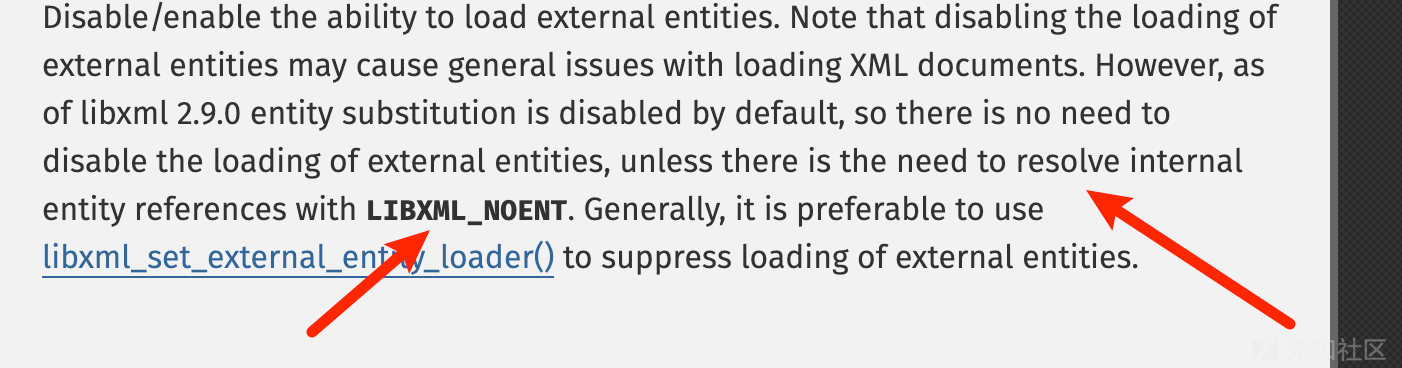 Disable/enable the ability to load external entities. Note that disabling the loading of
external entities may cause general issues with loading XML documents. However, as
of libxml 2.9.0 entity substitution is disabled by default, so there is no need to
disable the loading of external entities, unless there is the need to resolve internal
entity references with LIBXML_NOENT. Generally, it is preferable to use
libxml_set_external_entity_loader() to suppress loading of external entities.
先知社区